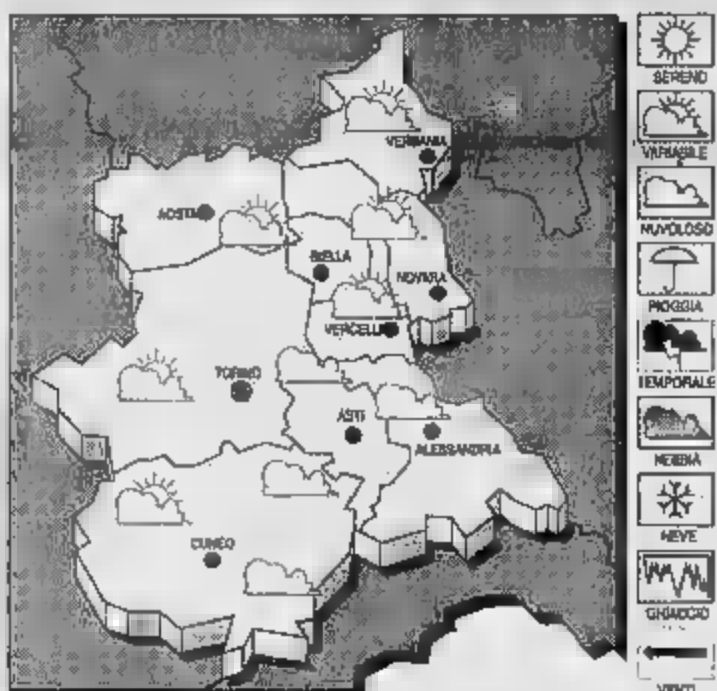 SERENO
VARIABILE
NUVOLOSO
PIOGGIA
TEMPORALE
NEBBIA
NEVE
GHIACCIO
VENTI
VERBANIA
AOSTA
BIELLA
NOVARA
VERCELLI
TORINO
ASTI
ALESSANDRIA
CUNEO